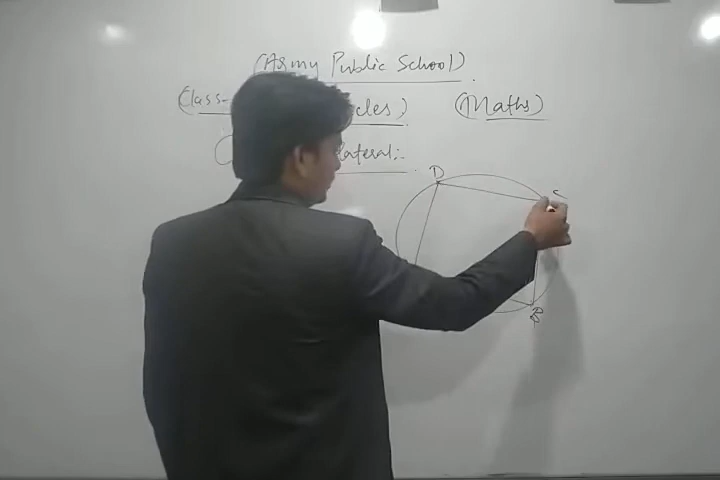 (Army Public School)
(Class- cles) (Maths)
lateral:-
D
C
B